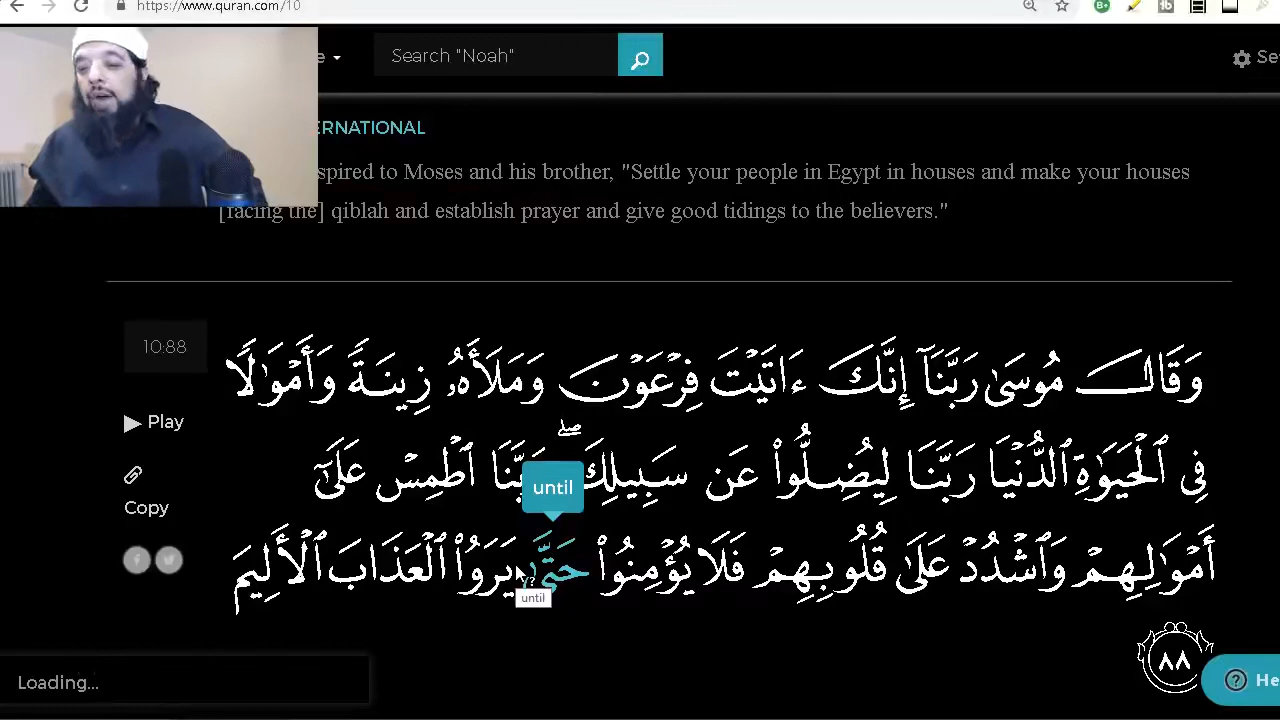 https://www.quran.com/10
Search "Noah"
ERNATIONAL
spired to Moses and his brother, "Settle your people in Egypt in houses and make your houses
[facing the] qiblah and establish prayer and give good tidings to the believers."
10:88
وَقَالَ مُوسَىٰ رَبَّنَآ إِنَّكَ ءَاتَيْتَ فِرْعَوْنَ وَمَلَأَهُۥ زِينَةً وَأَمْوَٰلًا
Play
فِى ٱلْحَيَوٰةِ ٱلدُّنْيَا رَبَّنَا لِيُضِلُّوا۟ عَن سَبِيلِكَ ۖ رَبَّنَا ٱطْمِسْ عَلَىٰٓ
until
Copy
أَمْوَٰلِهِمْ وَٱشْدُدْ عَلَىٰ قُلُوبِهِمْ فَلَا يُؤْمِنُوا۟ حَتَّىٰ يَرَوُا۟ ٱلْعَذَابَ ٱلْأَلِيمَ
until
٨٨
Loading...
He